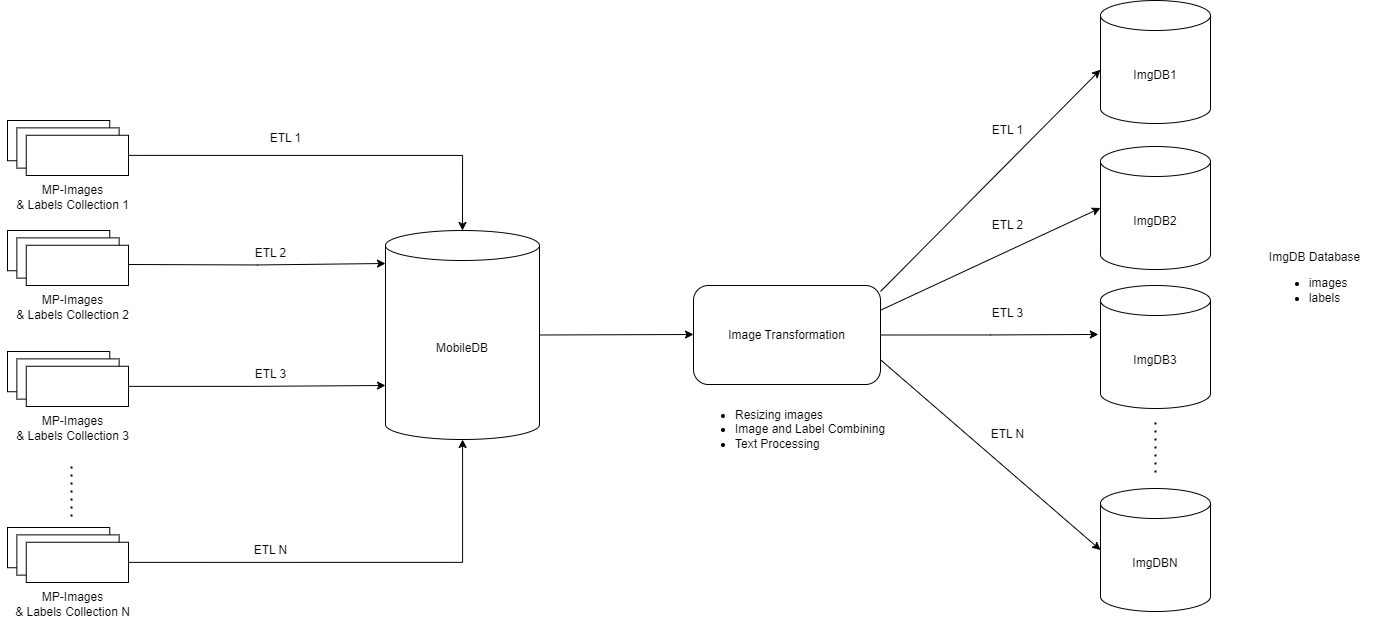 ETL 1
MP-Images
& Labels Collection 1
ETL 2
MP-Images
& Labels Collection 2
ETL 3
MP-Images
& Labels Collection 3
ETL N
MP-Images
& Labels Collection N
MobileDB
Image Transformation
• Resizing images
• Image and Label Combining
• Text Processing
ETL 1
ETL 2
ETL 3
ETL N
ImgDB1
ImgDB2
ImgDB3
ImgDBN
ImgDB Database
• images
• labels